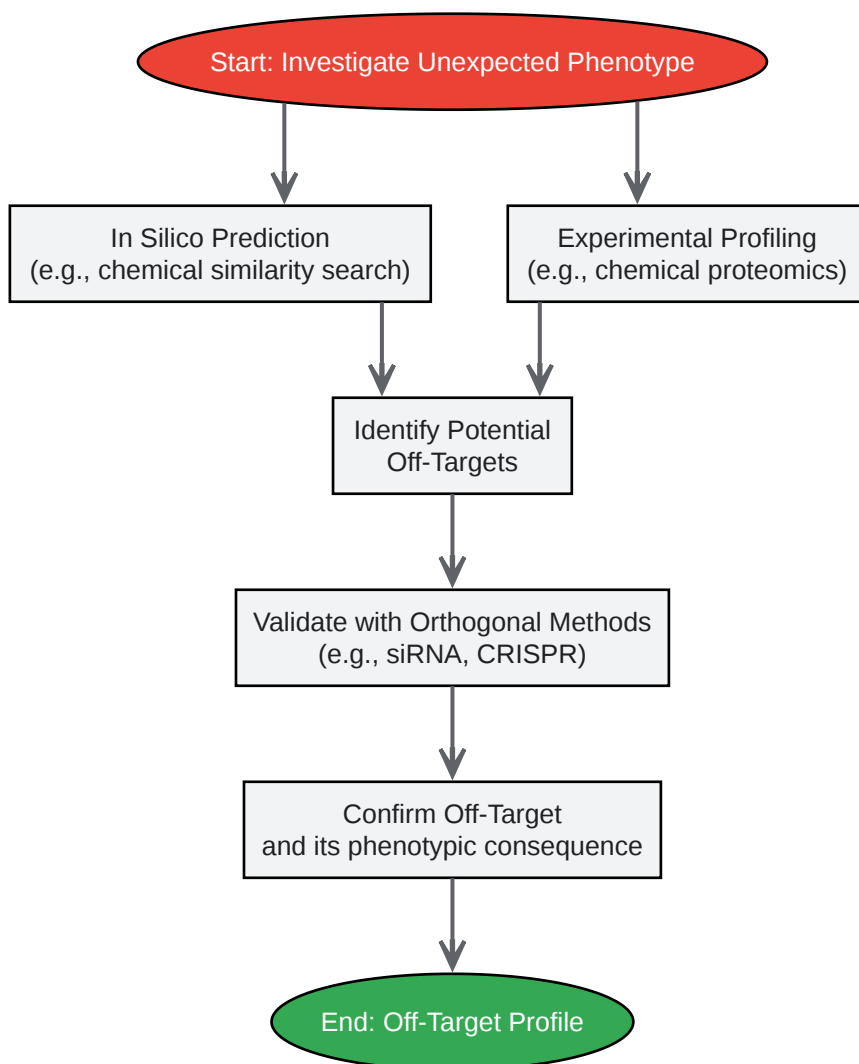 Start: Investigate Unexpected Phenotype
In Silico Prediction
(e.g., chemical similarity search)
Experimental Profiling
(e.g., chemical proteomics)
Identify Potential
Off-Targets
Validate with Orthogonal Methods
(e.g., siRNA, CRISPR)
Confirm Off-Target
and its phenotypic consequence
End: Off-Target Profile